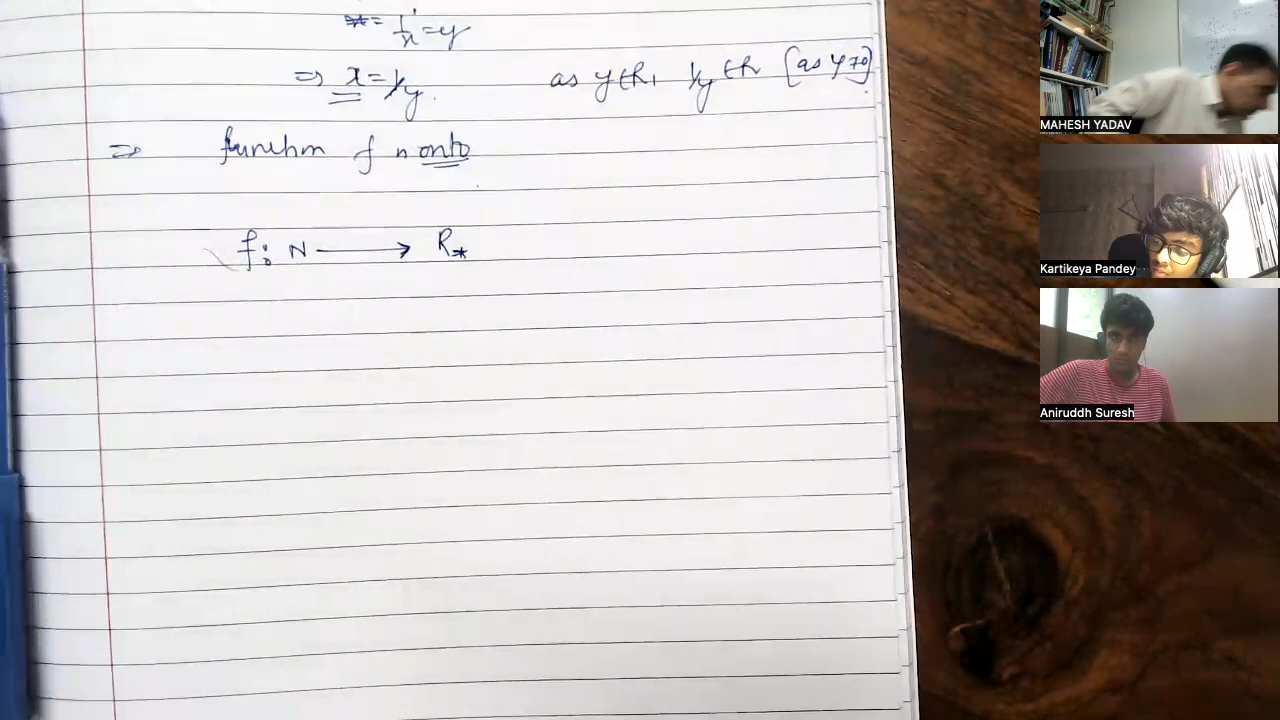 = 1/x = y
⇒ x = 1/y. as y ∈ R, 1/y ∈ R [as y ≠ 0]
⇒ function f is onto
f: N ⟶ R*
MAHESH YADAV
Kartikeya Pandey
Aniruddh Suresh